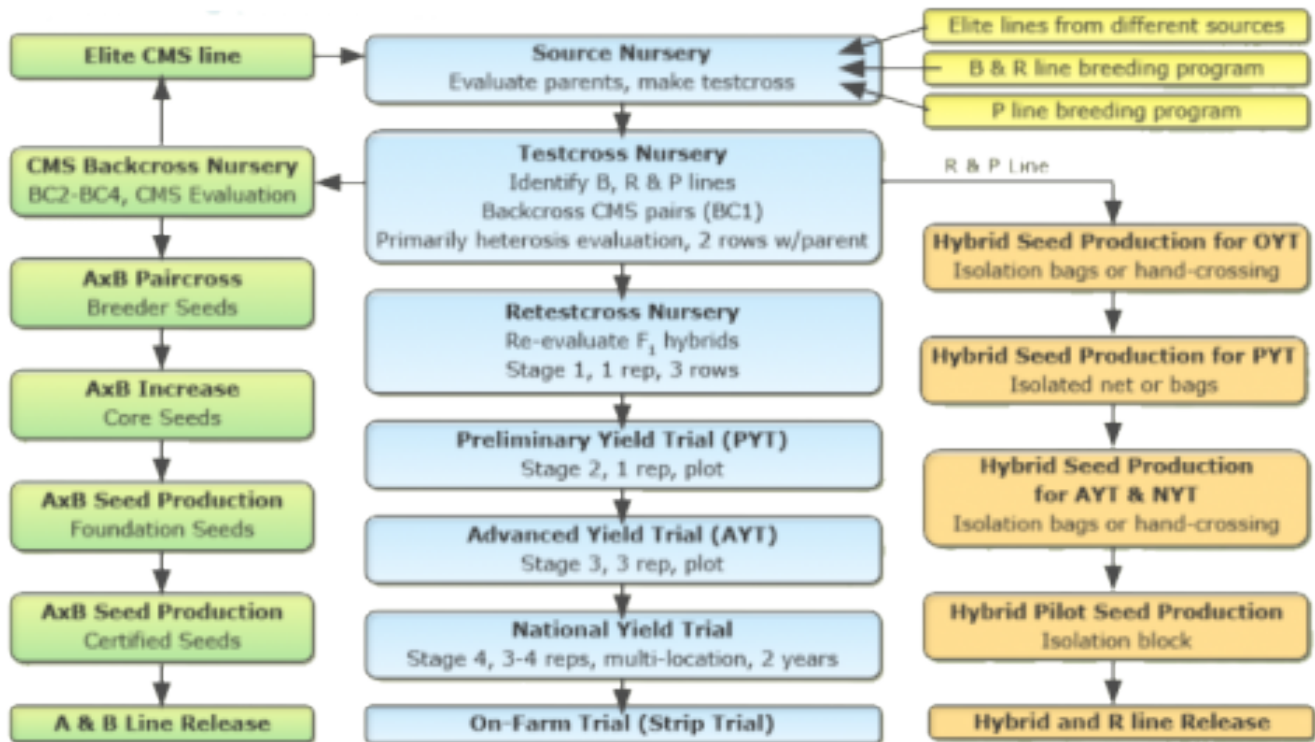 Elite CMS line
CMS Backcross Nursery
BC2-BC4, CMS Evaluation
AxB Paircross
Breeder Seeds
AxB Increase
Core Seeds
AxB Seed Production
Foundation Seeds
AxB Seed Production
Certified Seeds
A & B Line Release
Source Nursery
Evaluate parents, make testcross
Testcross Nursery
Identify B, R & P lines
Backcross CMS pairs (BC1)
Primarily heterosis evaluation, 2 rows w/parent
Retestcross Nursery
Re-evaluate F₁ hybrids
Stage 1, 1 rep, 3 rows
Preliminary Yield Trial (PYT)
Stage 2, 1 rep, plot
Advanced Yield Trial (AYT)
Stage 3, 3 rep, plot
National Yield Trial
Stage 4, 3-4 reps, multi-location, 2 years
On-Farm Trial (Strip Trial)
Elite lines from different sources
B & R line breeding program
P line breeding program
R & P Line
Hybrid Seed Production for OYT
Isolation bags or hand-crossing
Hybrid Seed Production for PYT
Isolated net or bags
Hybrid Seed Production
for AYT & NYT
Isolation bags or hand-crossing
Hybrid Pilot Seed Production
Isolation block
Hybrid and R line Release